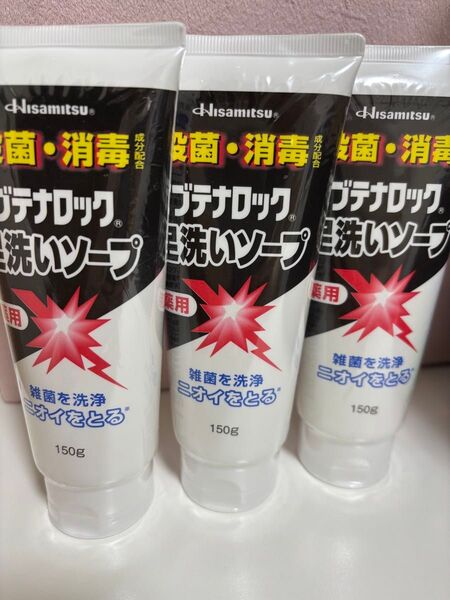 Hisamitsu®
殺菌・消毒
成分配合
ブテナロック®
足洗いソープ
薬用
雑菌を洗浄
ニオイをとる*
150g
Hisamitsu®
殺菌・消毒
成分配合
ブテナロック®
足洗いソープ
薬用
雑菌を洗浄
ニオイをとる*
150g
Hisamitsu®
殺菌・消毒
ブテナロック®
足洗いソープ
薬用
雑菌を洗浄
ニオイをとる*
150g